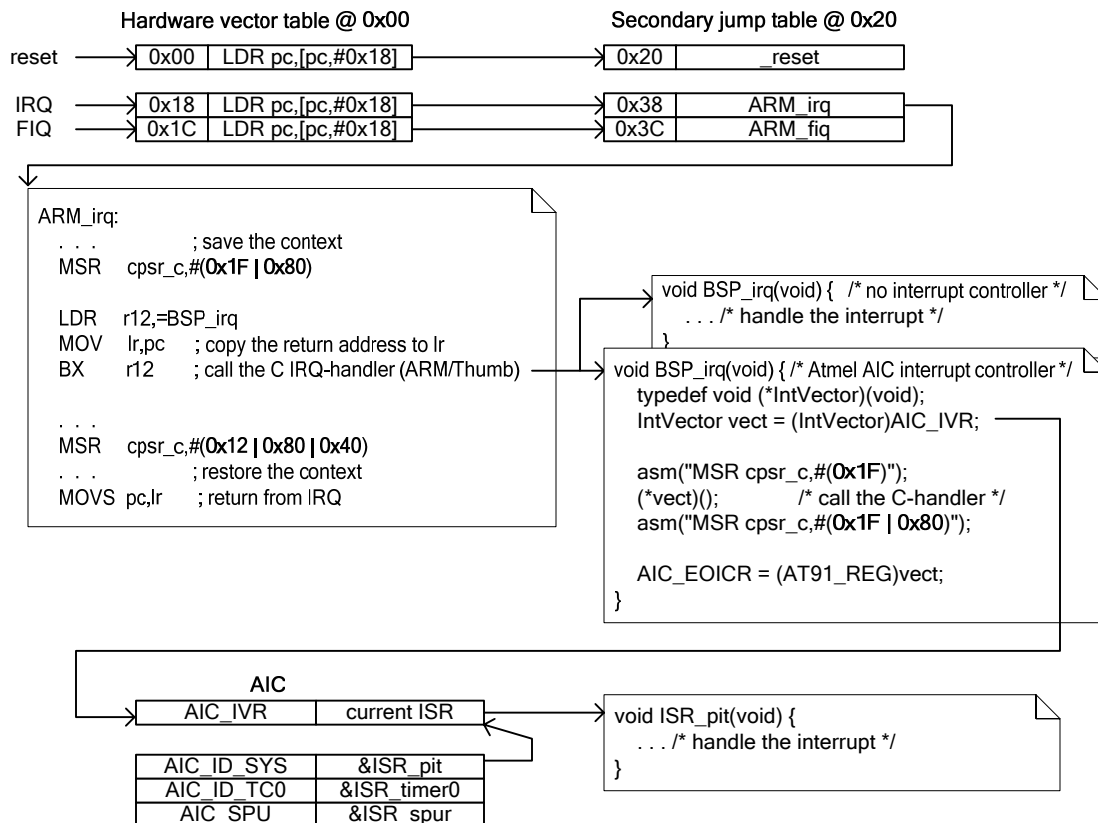 Hardware vector table @ 0x00
Secondary jump table @ 0x20
reset 0x00 LDR pc,[pc,#0x18] 0x20 _reset
IRQ 0x18 LDR pc,[pc,#0x18] 0x38 ARM_irq
FIQ 0x1C LDR pc,[pc,#0x18] 0x3C ARM_fiq
ARM_irq:
. . . ; save the context
MSR cpsr_c,#(0x1F | 0x80)
LDR r12,=BSP_irq
MOV lr,pc ; copy the return address to lr
BX r12 ; call the C IRQ-handler (ARM/Thumb)
. . .
MSR cpsr_c,#(0x12 | 0x80 | 0x40)
. . . ; restore the context
MOVS pc,lr ; return from IRQ
void BSP_irq(void) { /* no interrupt controller */
. . . /* handle the interrupt */
}
void BSP_irq(void) { /* Atmel AIC interrupt controller */
typedef void (*IntVector)(void);
IntVector vect = (IntVector)AIC_IVR;
asm("MSR cpsr_c,#(0x1F)");
(*vect)(); /* call the C-handler */
asm("MSR cpsr_c,#(0x1F | 0x80)");
AIC_EOICR = (AT91_REG)vect;
}
AIC
AIC_IVR current ISR
AIC_ID_SYS &ISR_pit
AIC_ID_TC0 &ISR_timer0
AIC_SPU &ISR_spur
void ISR_pit(void) {
. . . /* handle the interrupt */
}